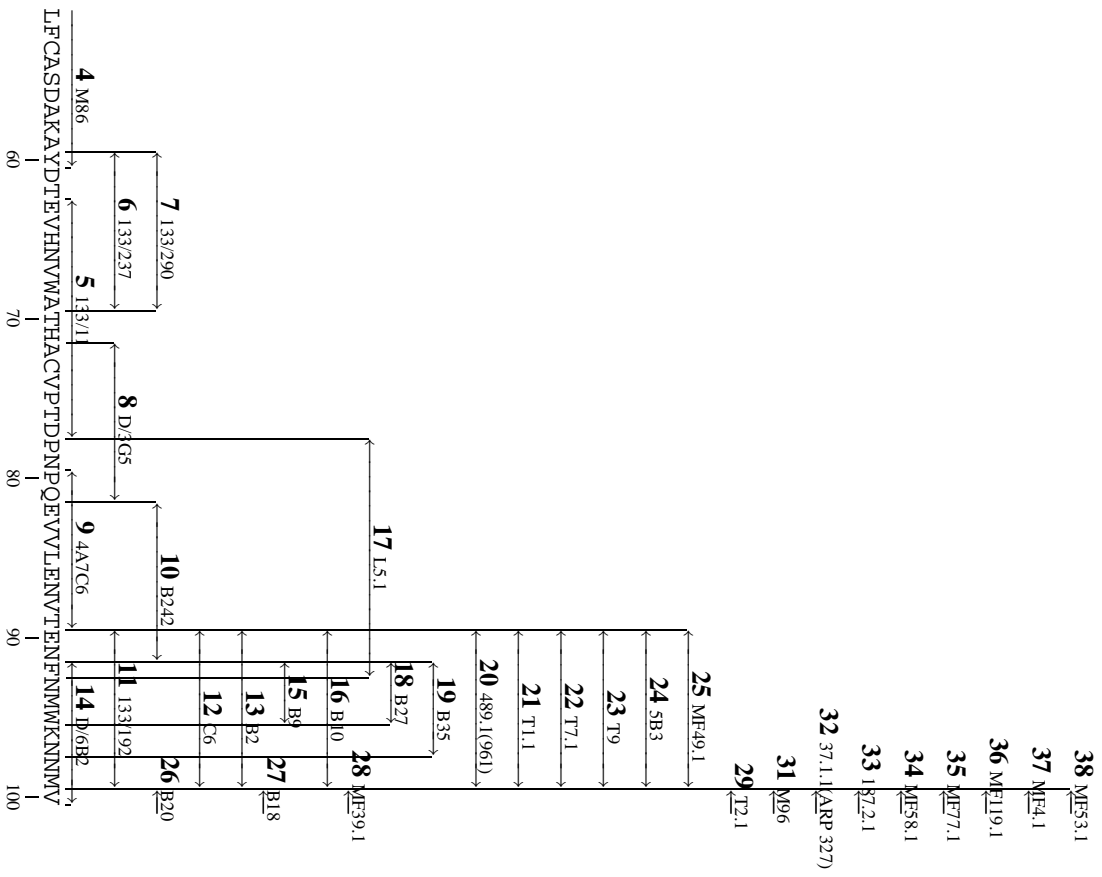 38 MF53.1
37 MF4.1
36 MF119.1
35 MF77.1
34 MF58.1
33 187.2.1
32 37.1.1(ARP 327)
31 M96
29 T2.1
25 MF49.1
24 5B3
23 T9
22 T7.1
21 T1.1
20 489.1(961)
19 B35
18 B27
17 L5.1
28 MF39.1
16 B10
15 B9
27 B18
13 B2
12 C6
7 133/290 10 B242 26 B20
6 133/237 8 D/3G5 11 133/192
4 M86 5 133/11 9 4A7C6 14 D/6B2
LFCASDAKAYDTEVHNVWATHACVPTDPNPQEVVLENVTENFNMWKNNMV
60 70 80 90 100